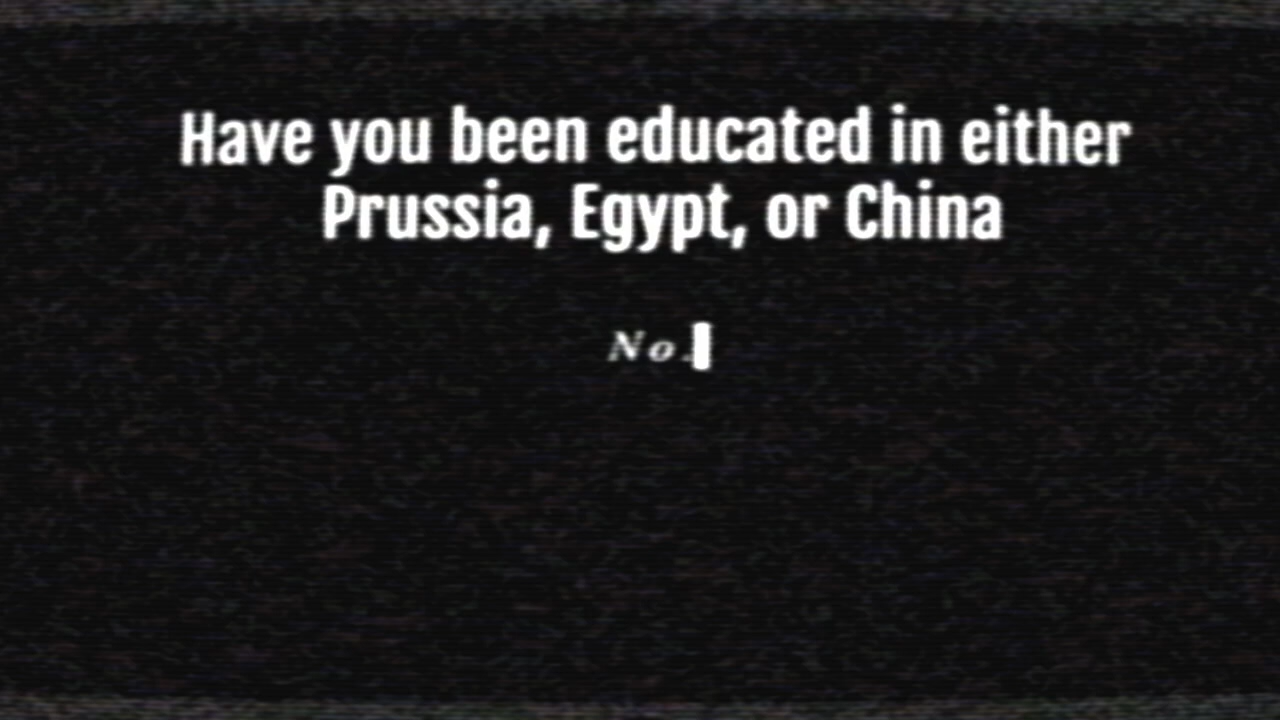 Have you been educated in either
Prussia, Egypt, or China
No.